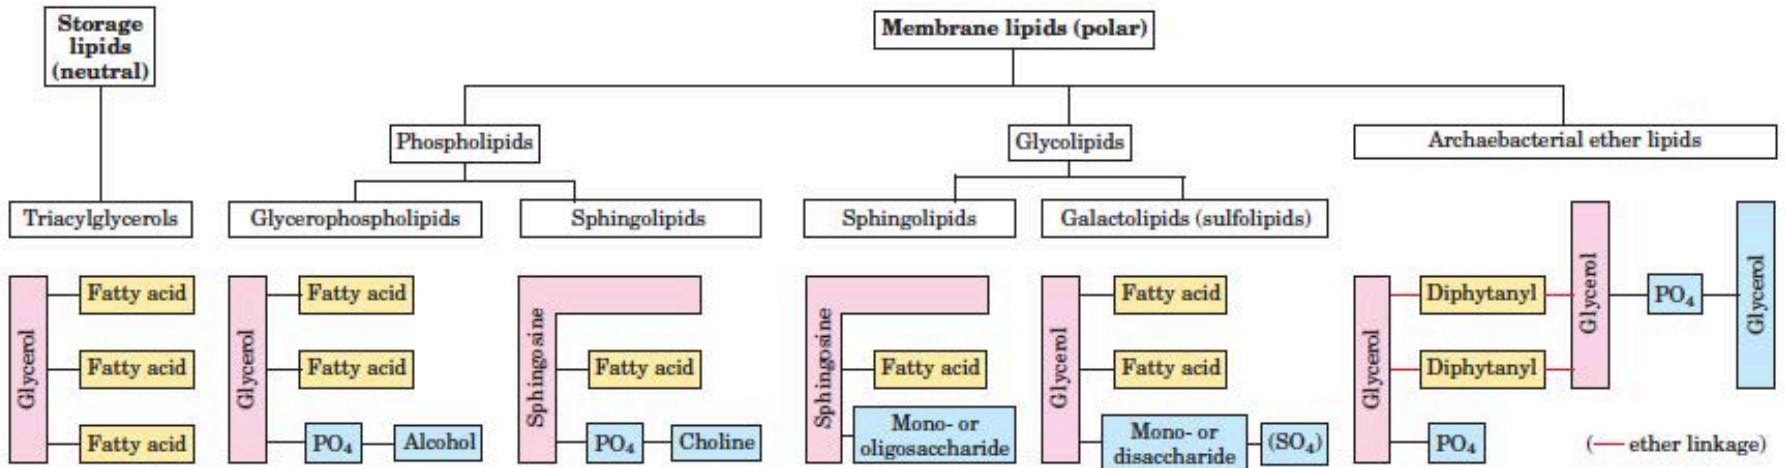 Storage
lipids
(neutral)
Membrane lipids (polar)
Phospholipids
Glycolipids
Archaebacterial ether lipids
Triacylglycerols
Glycerophospholipids
Sphingolipids
Sphingolipids
Galactolipids (sulfolipids)
Glycerol
Fatty acid
Fatty acid
Fatty acid
Glycerol
Fatty acid
Fatty acid
PO₄
Alcohol
Sphingosine
Fatty acid
PO₄
Choline
Sphingosine
Fatty acid
Mono- or
oligosaccharide
Glycerol
Fatty acid
Fatty acid
Mono- or
disaccharide
(SO₄)
Glycerol
Diphytanyl
Diphytanyl
PO₄
Glycerol
PO₄
Glycerol
(— ether linkage)